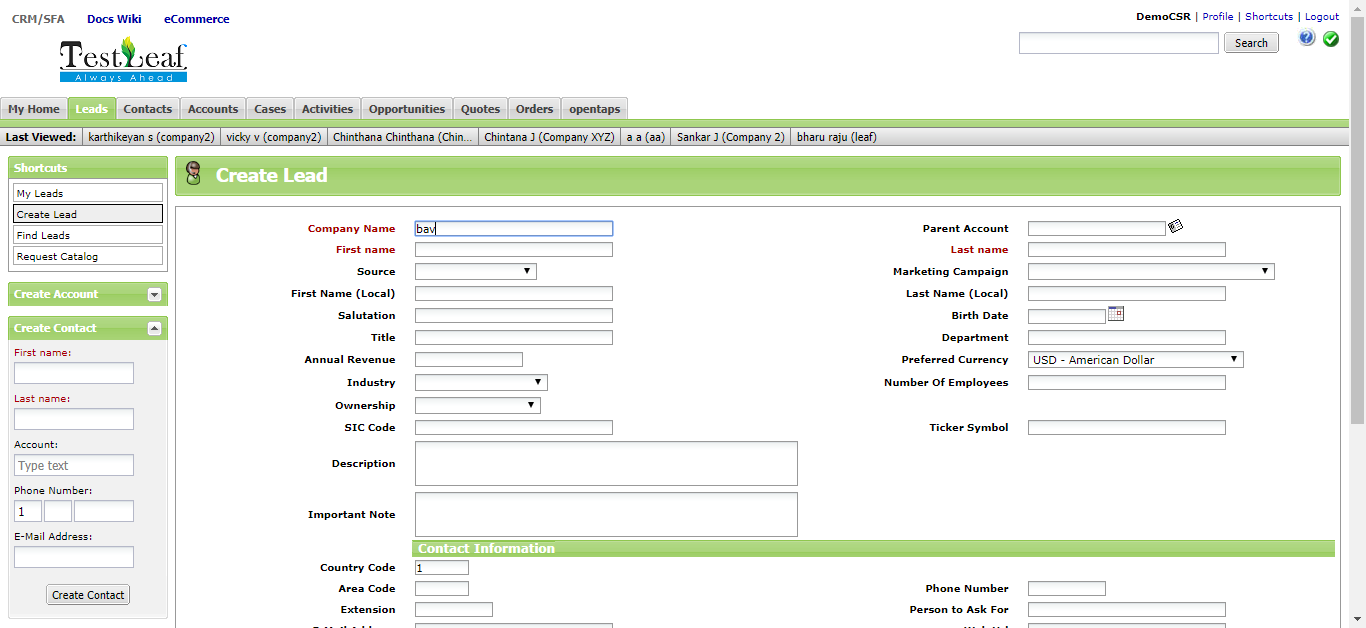 CRM/SFA Docs Wiki eCommerce
DemoCSR | Profile | Shortcuts | Logout
TestLeaf
Always Ahead
Search
My Home Leads Contacts Accounts Cases Activities Opportunities Quotes Orders opentaps
Last Viewed: karthikeyan s (company2) vicky v (company2) Chinthana Chinthana (Chin... Chintana J (Company XYZ) a a (aa) Sankar J (Company 2) bharu raju (leaf)
Shortcuts
My Leads
Create Lead
Find Leads
Request Catalog
Create Account
Create Contact
First name:
Last name:
Account:
Type text
Phone Number:
1
E-Mail Address:
Create Contact
Create Lead
Company Name bav Parent Account
First name Last name
Source Marketing Campaign
First Name (Local) Last Name (Local)
Salutation Birth Date
Title Department
Annual Revenue Preferred Currency USD - American Dollar
Industry Number Of Employees
Ownership
SIC Code Ticker Symbol
Description
Important Note
Contact Information
Country Code 1
Area Code Phone Number
Extension Person to Ask For